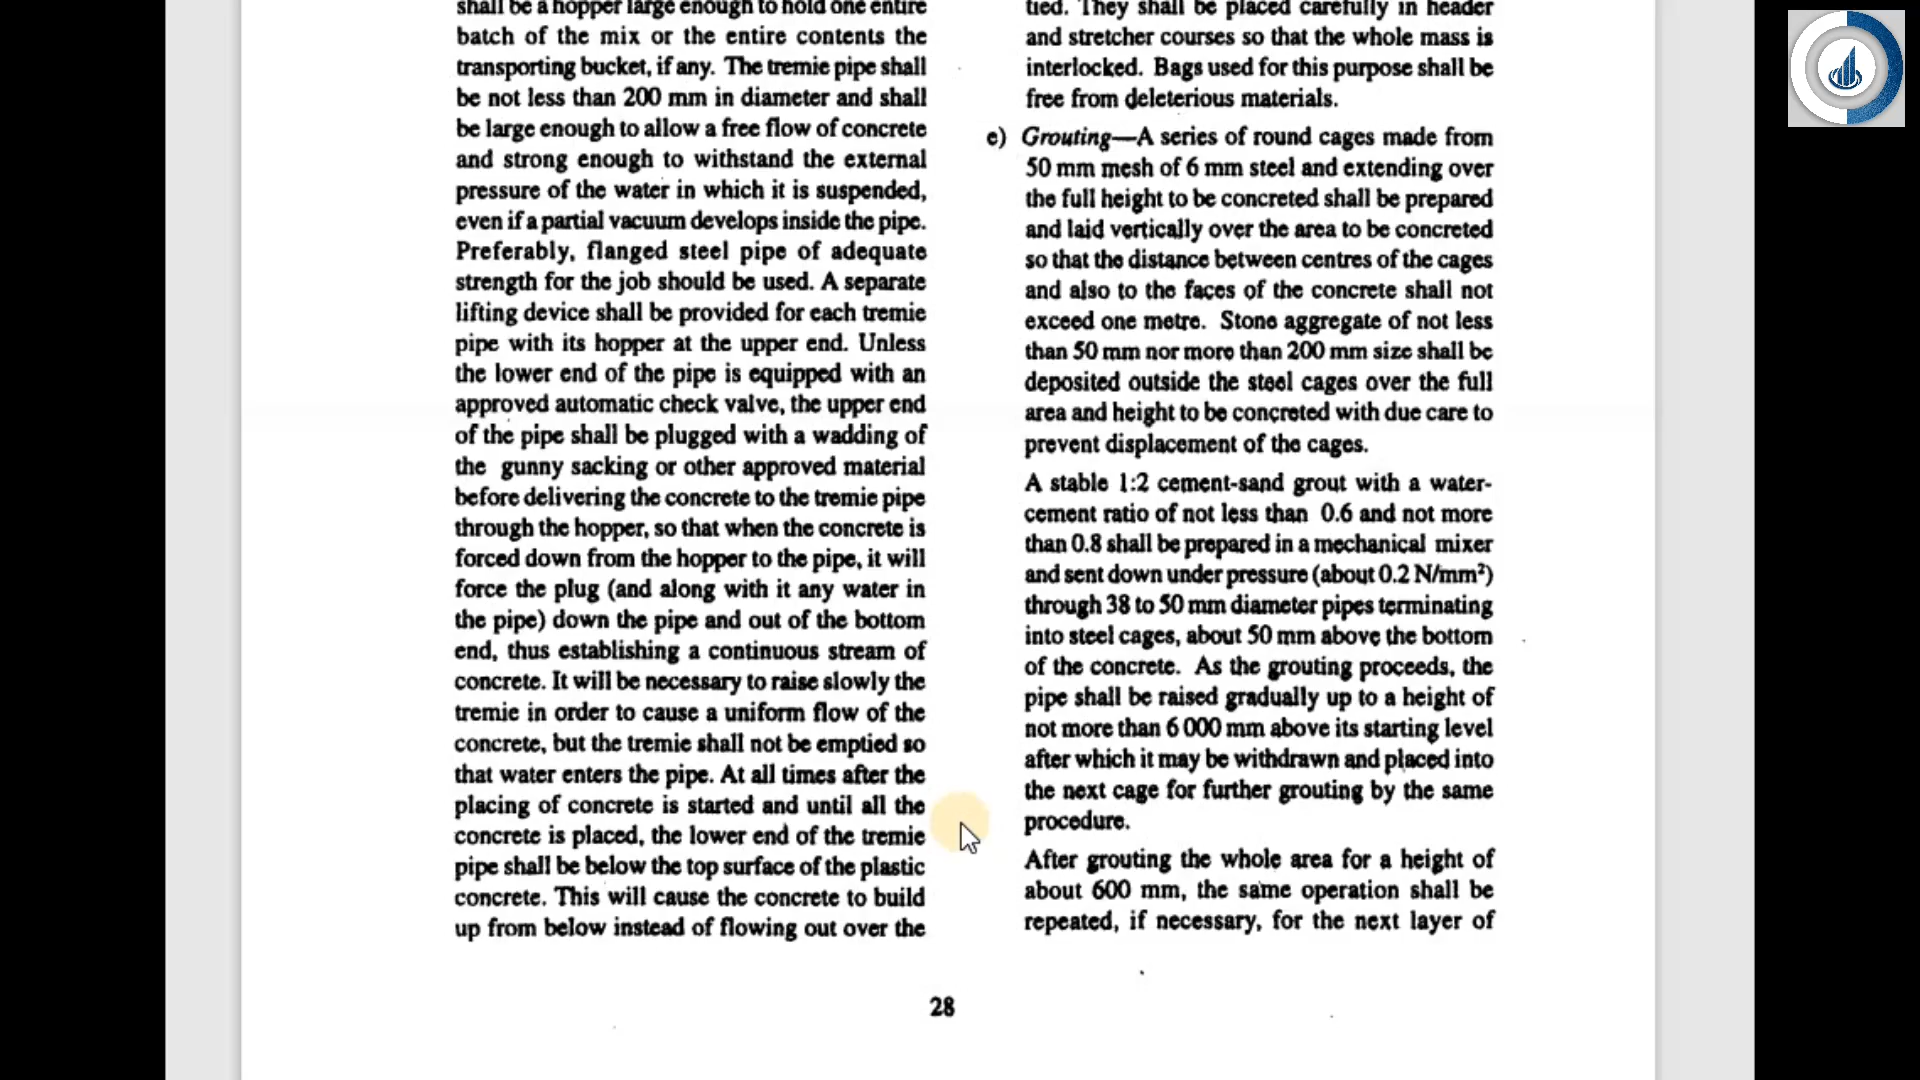 shall be a hopper large enough to hold one entire
batch of the mix or the entire contents the
transporting bucket, if any. The tremie pipe shall
be not less than 200 mm in diameter and shall
be large enough to allow a free flow of concrete
and strong enough to withstand the external
pressure of the water in which it is suspended,
even if a partial vacuum develops inside the pipe.
Preferably, flanged steel pipe of adequate
strength for the job should be used. A separate
lifting device shall be provided for each tremie
pipe with its hopper at the upper end. Unless
the lower end of the pipe is equipped with an
approved automatic check valve, the upper end
of the pipe shall be plugged with a wadding of
the gunny sacking or other approved material
before delivering the concrete to the tremie pipe
through the hopper, so that when the concrete is
forced down from the hopper to the pipe, it will
force the plug (and along with it any water in
the pipe) down the pipe and out of the bottom
end, thus establishing a continuous stream of
concrete. It will be necessary to raise slowly the
tremie in order to cause a uniform flow of the
concrete, but the tremie shall not be emptied so
that water enters the pipe. At all times after the
placing of concrete is started and until all the
concrete is placed, the lower end of the tremie
pipe shall be below the top surface of the plastic
concrete. This will cause the concrete to build
up from below instead of flowing out over the
tied. They shall be placed carefully in header
and stretcher courses so that the whole mass is
interlocked. Bags used for this purpose shall be
free from deleterious materials.
e) Grouting—A series of round cages made from
50 mm mesh of 6 mm steel and extending over
the full height to be concreted shall be prepared
and laid vertically over the area to be concreted
so that the distance between centres of the cages
and also to the faces of the concrete shall not
exceed one metre. Stone aggregate of not less
than 50 mm nor more than 200 mm size shall be
deposited outside the steel cages over the full
area and height to be concreted with due care to
prevent displacement of the cages.
A stable 1:2 cement-sand grout with a water-
cement ratio of not less than 0.6 and not more
than 0.8 shall be prepared in a mechanical mixer
and sent down under pressure (about 0.2 N/mm²)
through 38 to 50 mm diameter pipes terminating
into steel cages, about 50 mm above the bottom
of the concrete. As the grouting proceeds, the
pipe shall be raised gradually up to a height of
not more than 6 000 mm above its starting level
after which it may be withdrawn and placed into
the next cage for further grouting by the same
procedure.
After grouting the whole area for a height of
about 600 mm, the same operation shall be
repeated, if necessary, for the next layer of
28